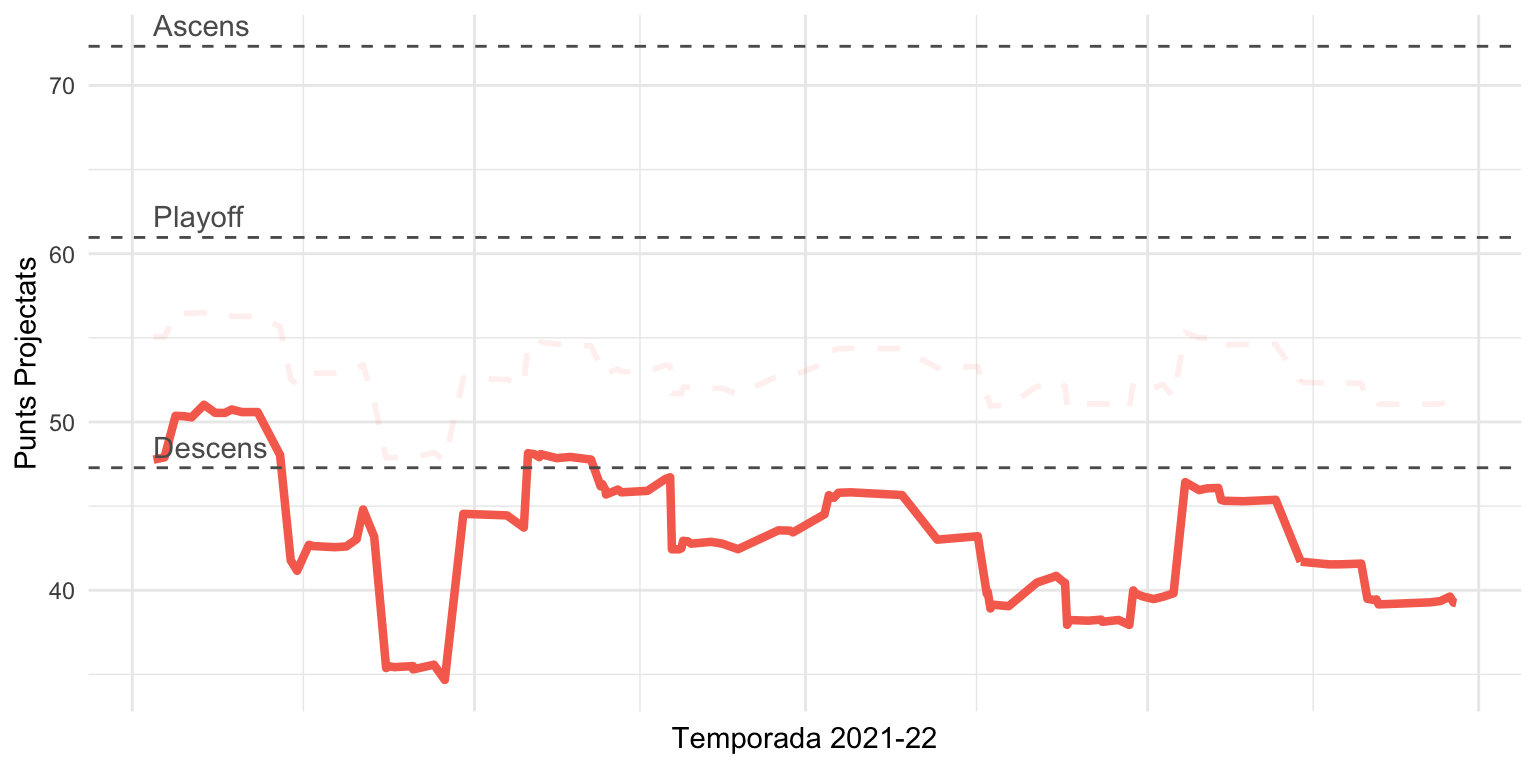 Ascens
70
Playoff
60
Punts Projectats
50
Descens
40
Temporada 2021-22